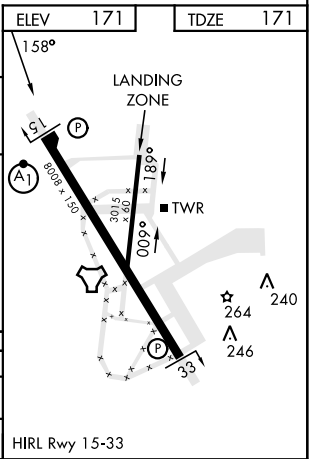 ELEV 171
TDZE 171
158°
LANDING
ZONE
15
P
A1
8008 x 150
189°
3015
x 60
TWR
009°
240
264
246
P
33
HIRL Rwy 15-33